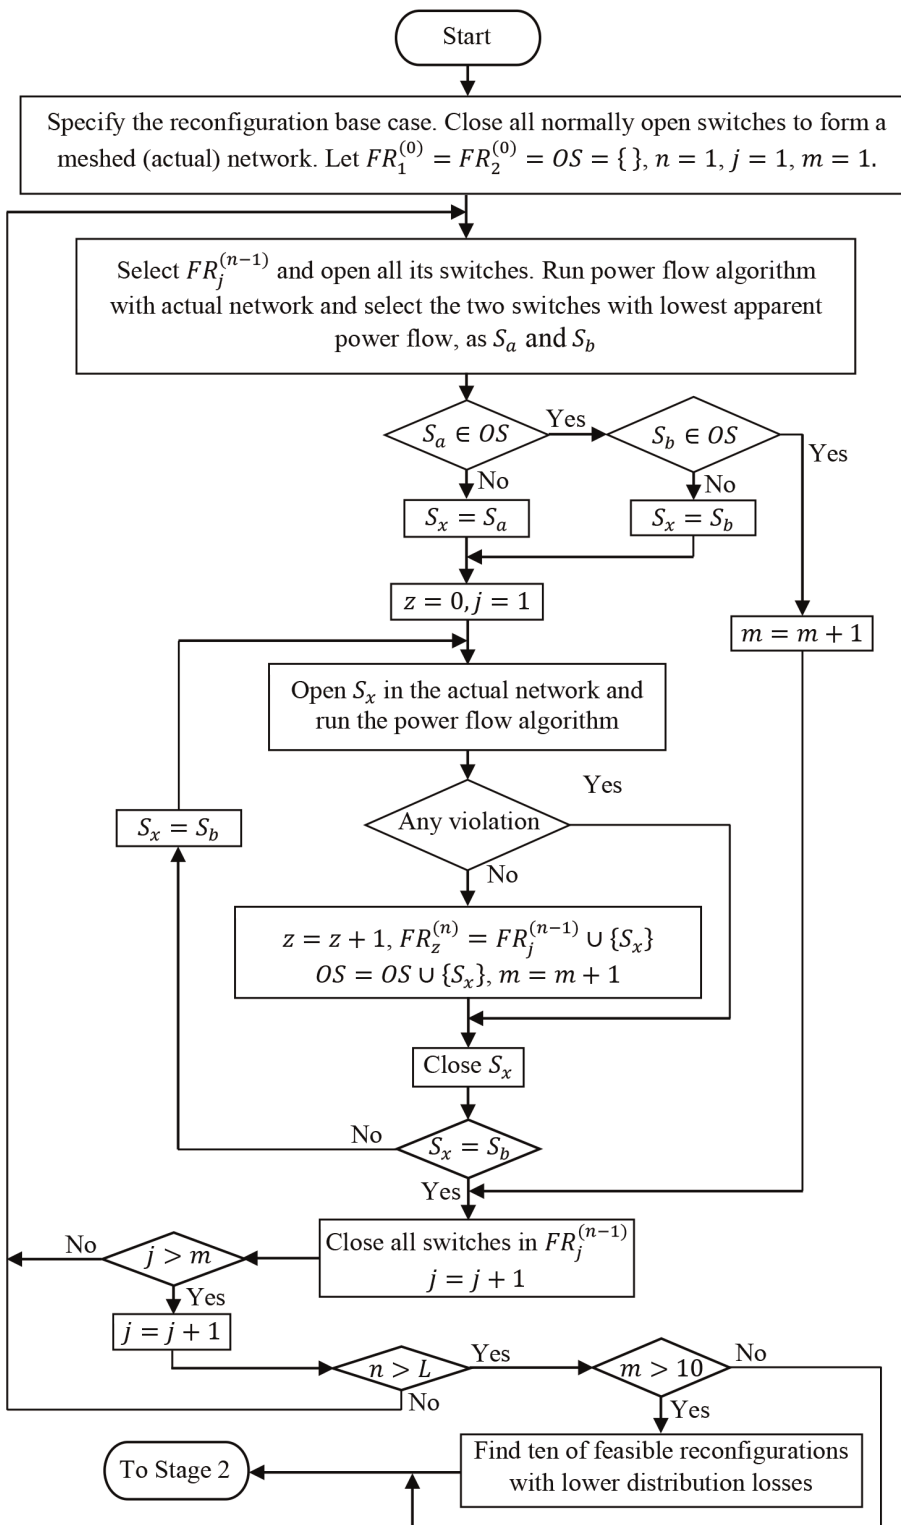 Start
Specify the reconfiguration base case. Close all normally open switches to form a
meshed (actual) network. Let $FR_1^{(0)} = FR_2^{(0)} = OS = \{\,\}$, $n = 1$, $j = 1$, $m = 1$.
Select $FR_j^{(n-1)}$ and open all its switches. Run power flow algorithm
with actual network and select the two switches with lowest apparent
power flow, as $S_a$ and $S_b$
$S_a \in OS$
Yes
$S_b \in OS$
Yes
No
No
$S_x = S_a$
$S_x = S_b$
$z = 0, j = 1$
$m = m + 1$
Open $S_x$ in the actual network and
run the power flow algorithm
Yes
Any violation
$S_x = S_b$
No
$z = z + 1$, $FR_z^{(n)} = FR_j^{(n-1)} \cup \{S_x\}$
$OS = OS \cup \{S_x\}$, $m = m + 1$
Close $S_x$
No
$S_x = S_b$
Yes
Close all switches in $FR_j^{(n-1)}$
$j = j + 1$
No
$j > m$
Yes
$j = j + 1$
$n > L$
Yes
$m > 10$
No
No
Yes
Find ten of feasible reconfigurations
with lower distribution losses
To Stage 2